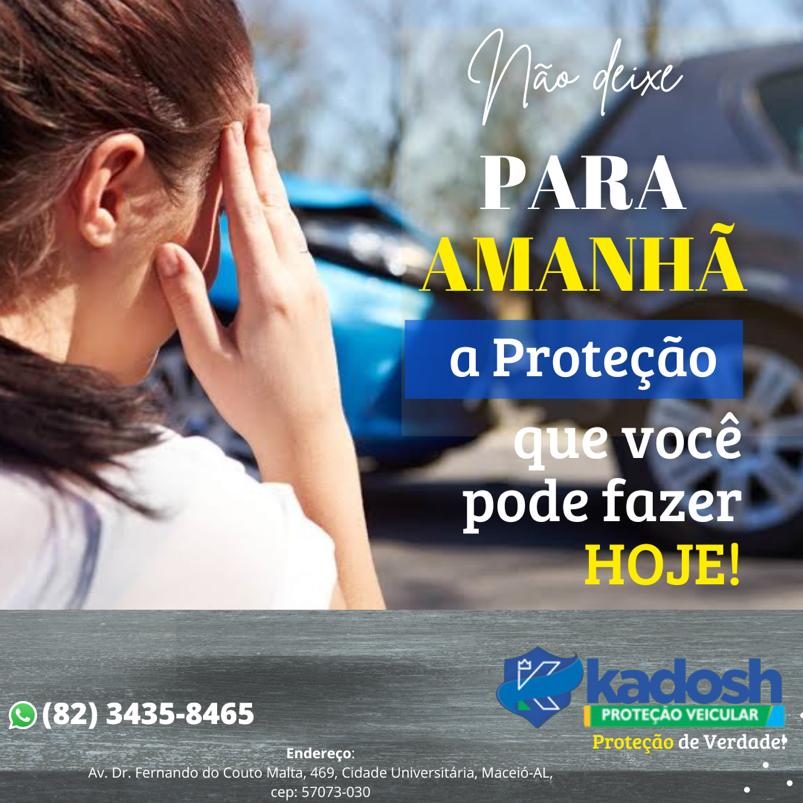 Não deixe
PARA
AMANHÃ
a Proteção
que você
pode fazer
HOJE!
kadosh
PROTEÇÃO VEICULAR
Proteção de Verdade!
(82) 3435-8465
Endereço:
Av. Dr. Fernando do Couto Malta, 469, Cidade Universitária, Maceió-AL,
cep: 57073-030